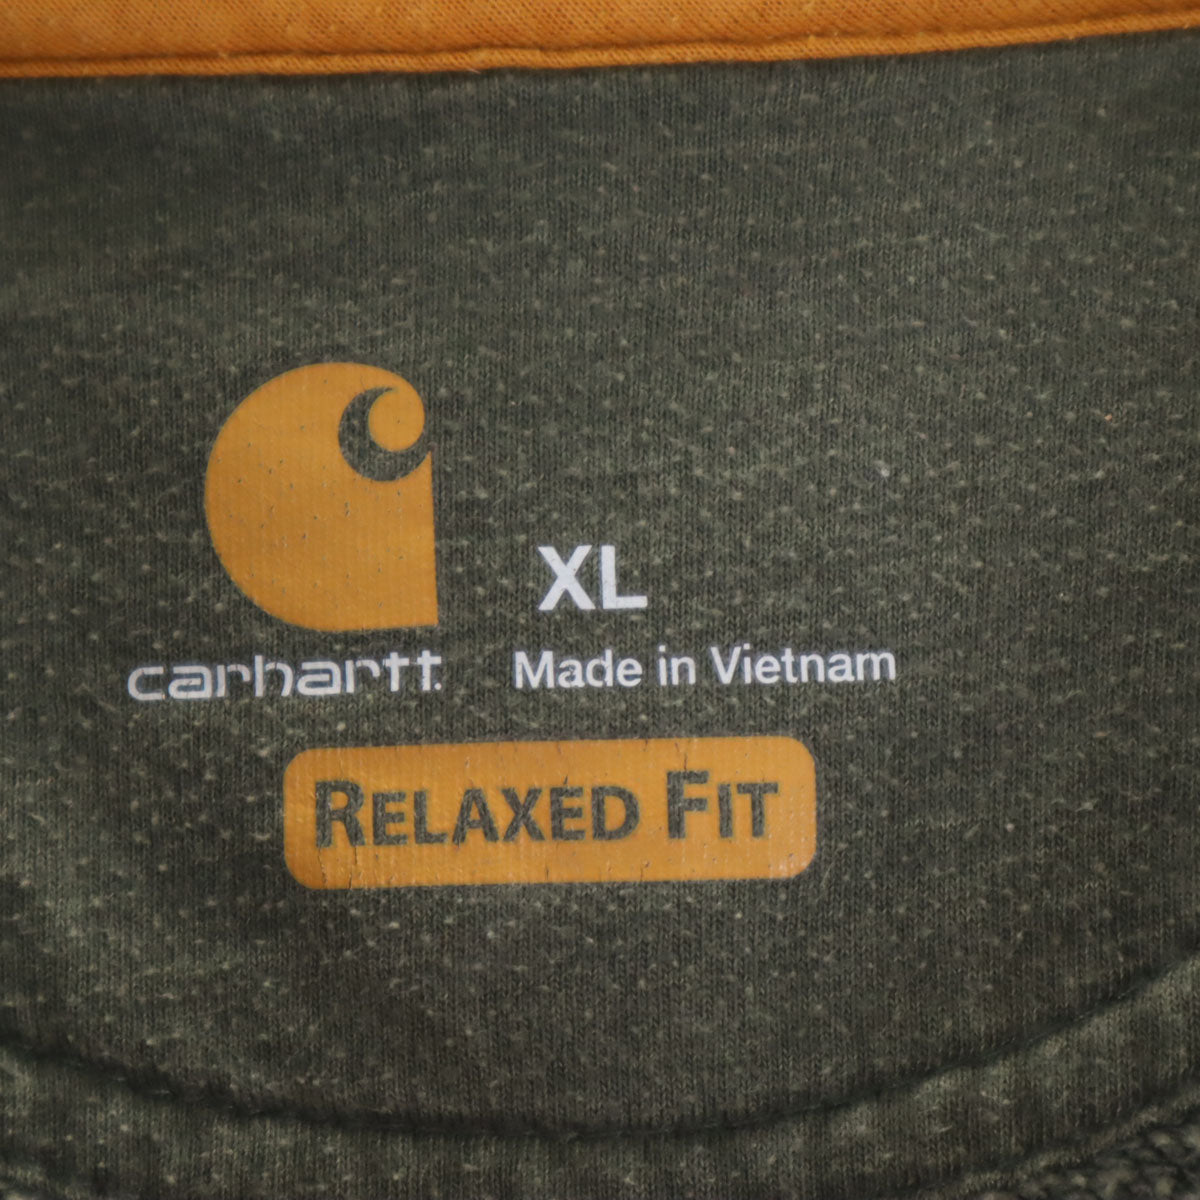 XL
carhartt.
Made in Vietnam
RELAXED FIT